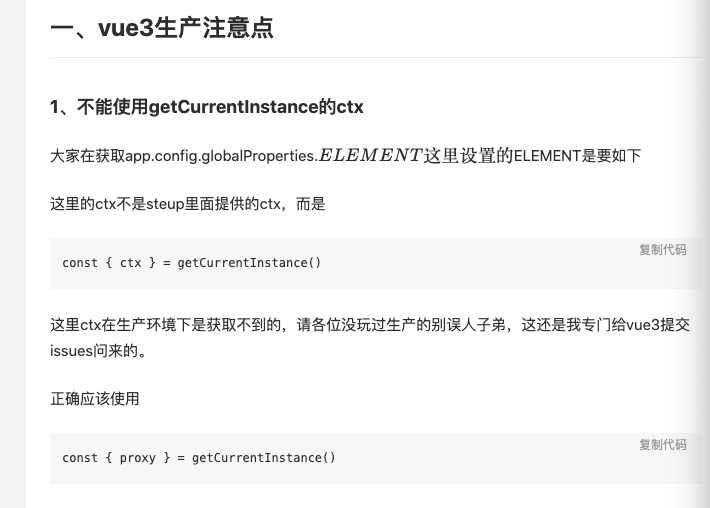 一、vue3生产注意点
1、不能使用getCurrentInstance的ctx
大家在获取app.config.globalProperties.ELEMENT这里设置的ELEMENT是要如下
这里的ctx不是steup里面提供的ctx，而是
复制代码
const { ctx } = getCurrentInstance()
这里ctx在生产环境下是获取不到的，请各位没玩过生产的别误人子弟，这还是我专门给vue3提交
issues问来的。
正确应该使用
复制代码
const { proxy } = getCurrentInstance()